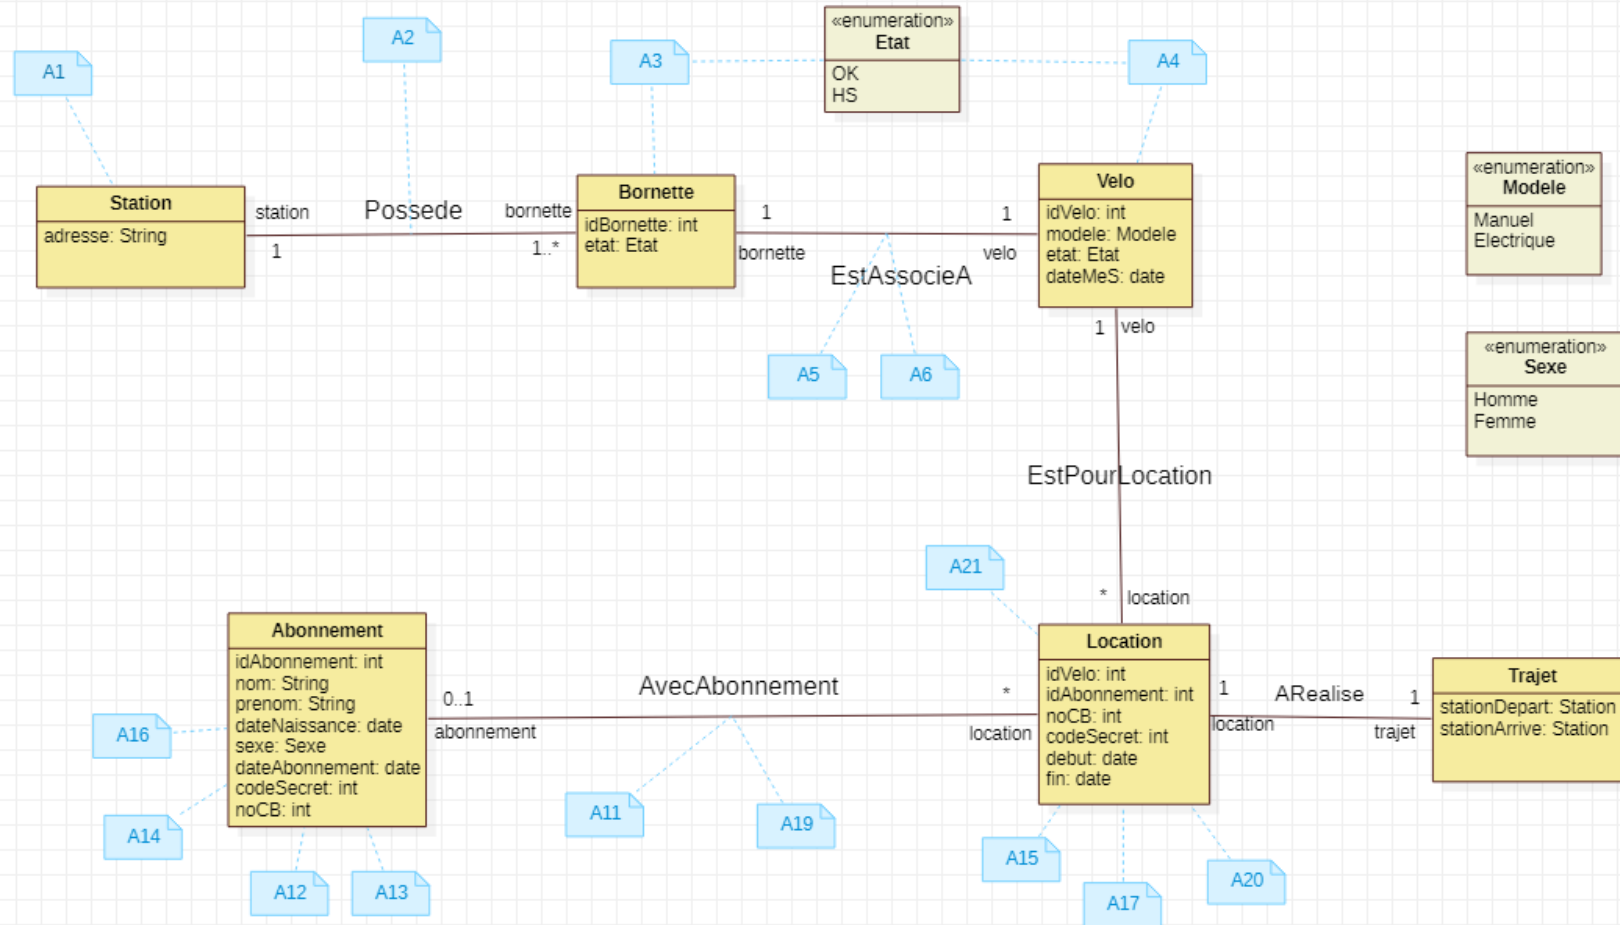 A1
A2
A3
«enumeration»
Etat
OK
HS
A4
«enumeration»
Modele
Manuel
Electrique
Station
adresse: String
station
1
Possede
bornette
1..*
Bornette
idBornette: int
etat: Etat
1
bornette
EstAssocieA
1
velo
Velo
idVelo: int
modele: Modele
etat: Etat
dateMeS: date
1
velo
A5
A6
«enumeration»
Sexe
Homme
Femme
EstPourLocation
A21
*
location
Abonnement
idAbonnement: int
nom: String
prenom: String
dateNaissance: date
sexe: Sexe
dateAbonnement: date
codeSecret: int
noCB: int
0..1
abonnement
AvecAbonnement
*
location
Location
idVelo: int
idAbonnement: int
noCB: int
codeSecret: int
debut: date
fin: date
1
location
ARealise
1
trajet
Trajet
stationDepart: Station
stationArrive: Station
A16
A14
A12
A13
A11
A19
A15
A17
A20